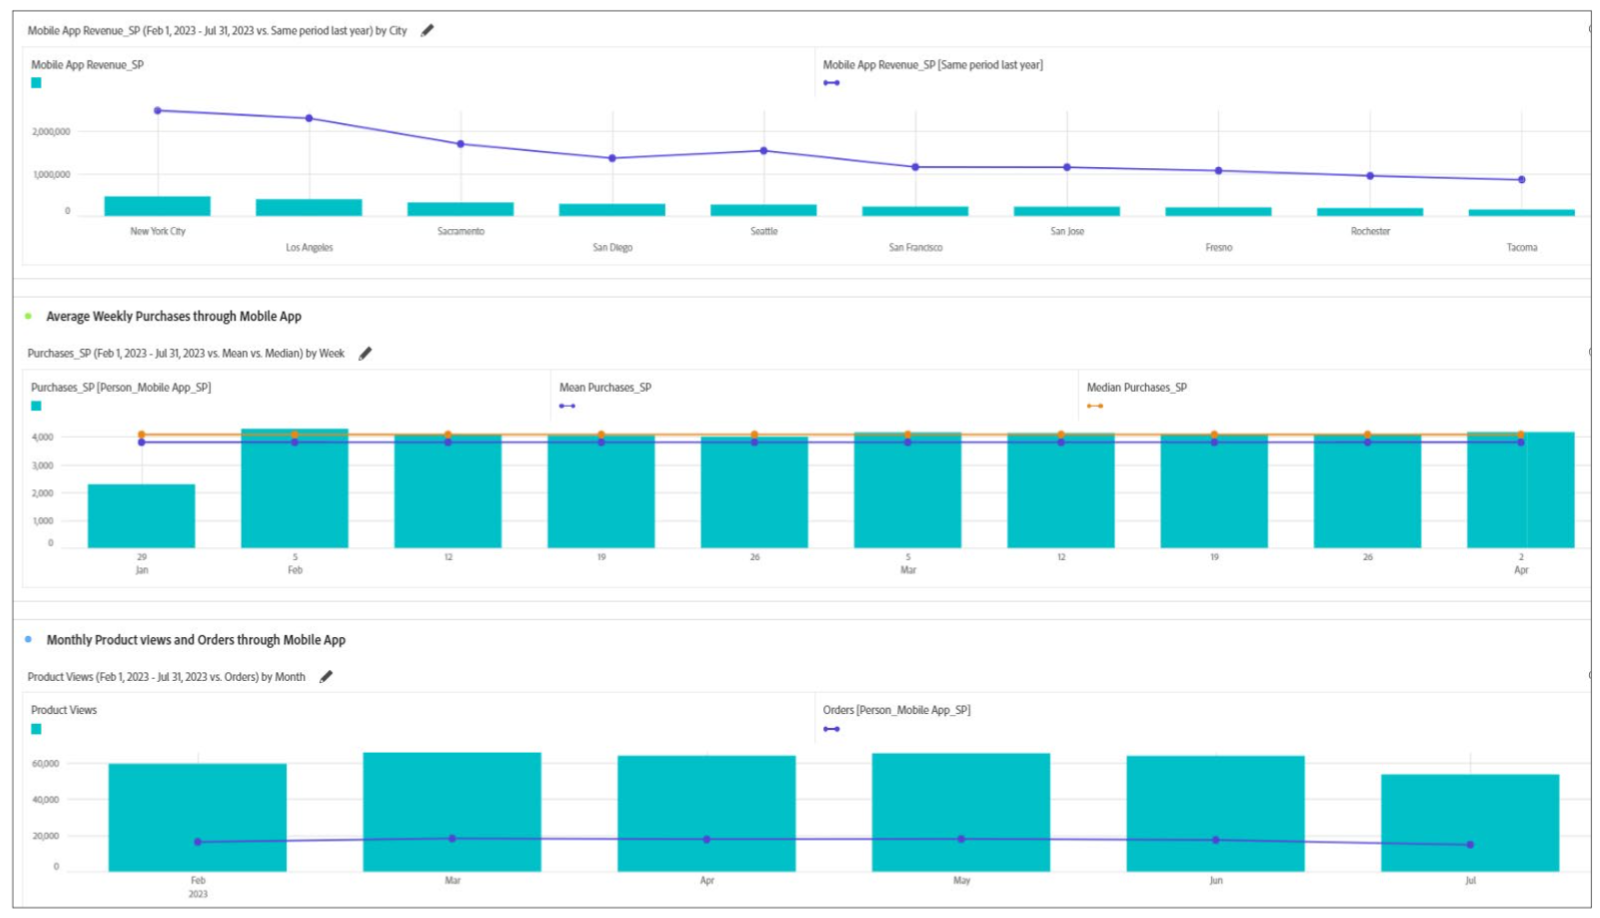 Mobile App Revenue_SP (Feb 1, 2023 - Jul 31, 2023 vs. Same period last year) by City
Mobile App Revenue_SP
Mobile App Revenue_SP [Same period last year]
2,000,000
1,000,000
0
New York City
Los Angeles
Sacramento
San Diego
Seattle
San Francisco
San Jose
Fresno
Rochester
Tacoma
Average Weekly Purchases through Mobile App
Purchases_SP (Feb 1, 2023 - Jul 31, 2023 vs. Mean vs. Median) by Week
Purchases_SP [Person_Mobile App_SP]
Mean Purchases_SP
Median Purchases_SP
4,000
3,000
2,000
1,000
0
29 5 12 19 26 5 12 19 26 2
Jan Feb Mar Apr
Monthly Product views and Orders through Mobile App
Product Views (Feb 1, 2023 - Jul 31, 2023 vs. Orders) by Month
Product Views
Orders [Person_Mobile App_SP]
60,000
40,000
20,000
0
Feb Mar Apr May Jun Jul
2023